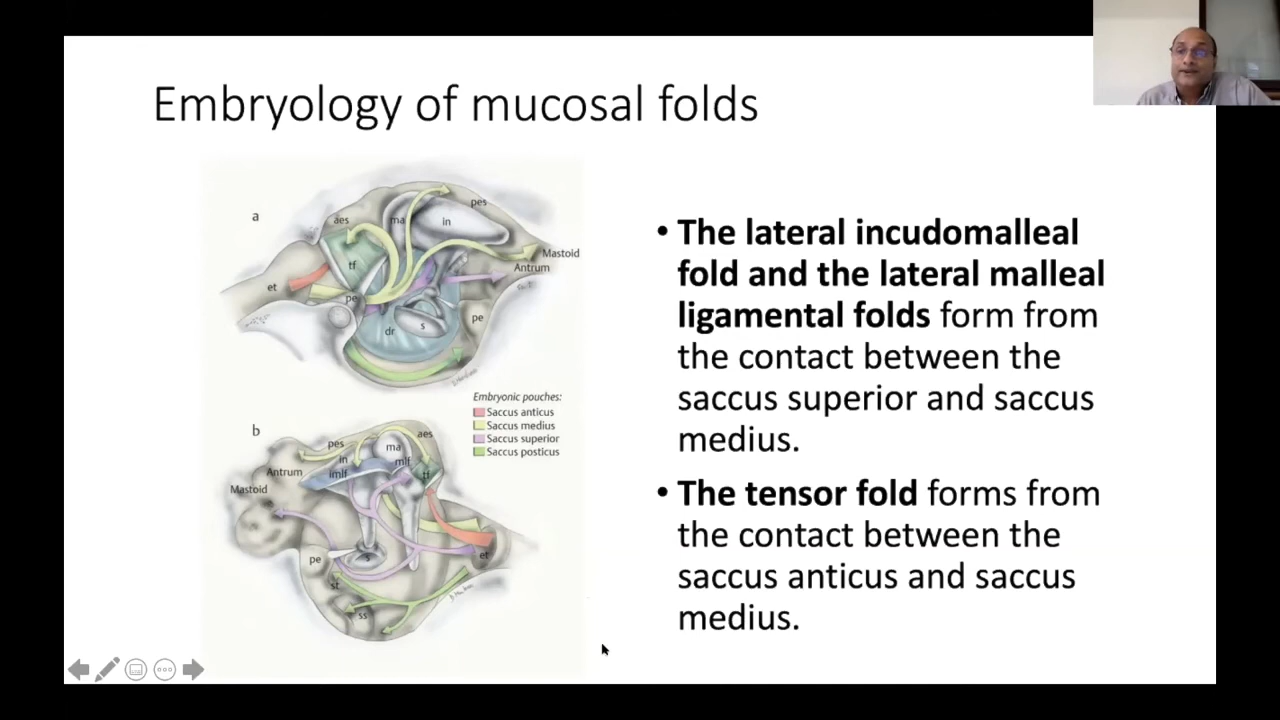 Embryology of mucosal folds
a
aes
ma
in
pes
Mastoid
Antrum
tf
et
pe
dr
s
pe
Embryonic pouches:
Saccus anticus
Saccus medius
Saccus superior
Saccus posticus
b
pes
aes
ma
in
mlf
Antrum
imlf
tf
Mastoid
pe
s
et
st
ss
• The lateral incudomalleal
fold and the lateral malleal
ligamental folds form from
the contact between the
saccus superior and saccus
medius.
• The tensor fold forms from
the contact between the
saccus anticus and saccus
medius.